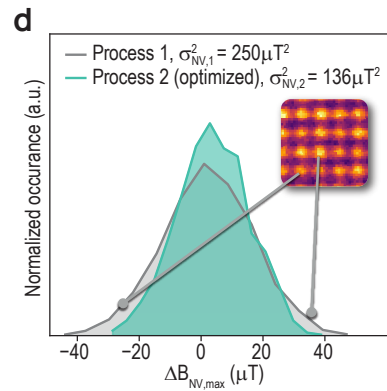 d
Process 1, σ²NV,1 = 250μT²
Process 2 (optimized), σ²NV,2 = 136μT²
Normalized occurance (a.u.)
−40 −20 0 20 40
ΔBNV,max (μT)